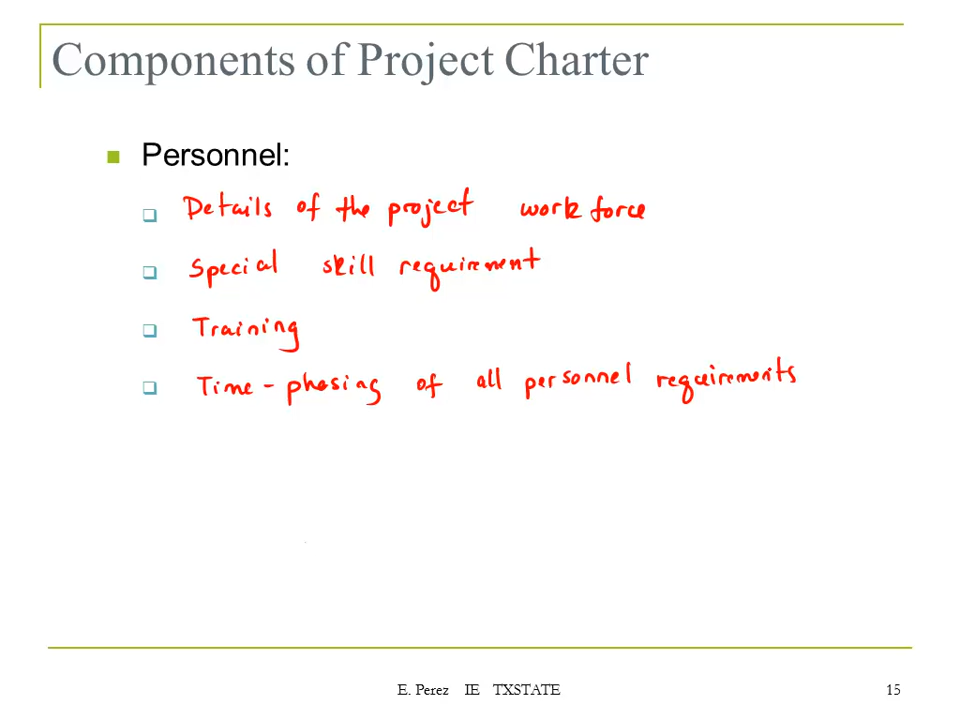 Components of Project Charter
Personnel:
Details of the project work force
Special skill requirement
Training
Time-phasing of all personnel requirements
E. Perez IE TXSTATE 15